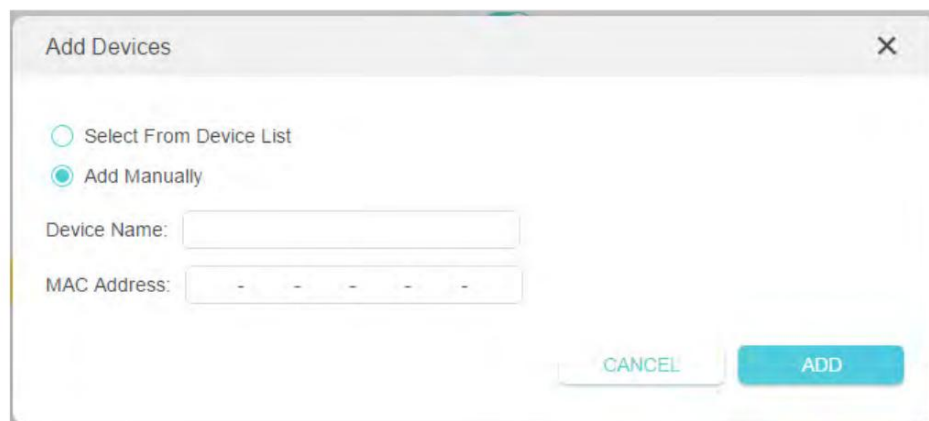 Add Devices
Select From Device List
Add Manually
Device Name:
MAC Address: - - - - -
CANCEL ADD